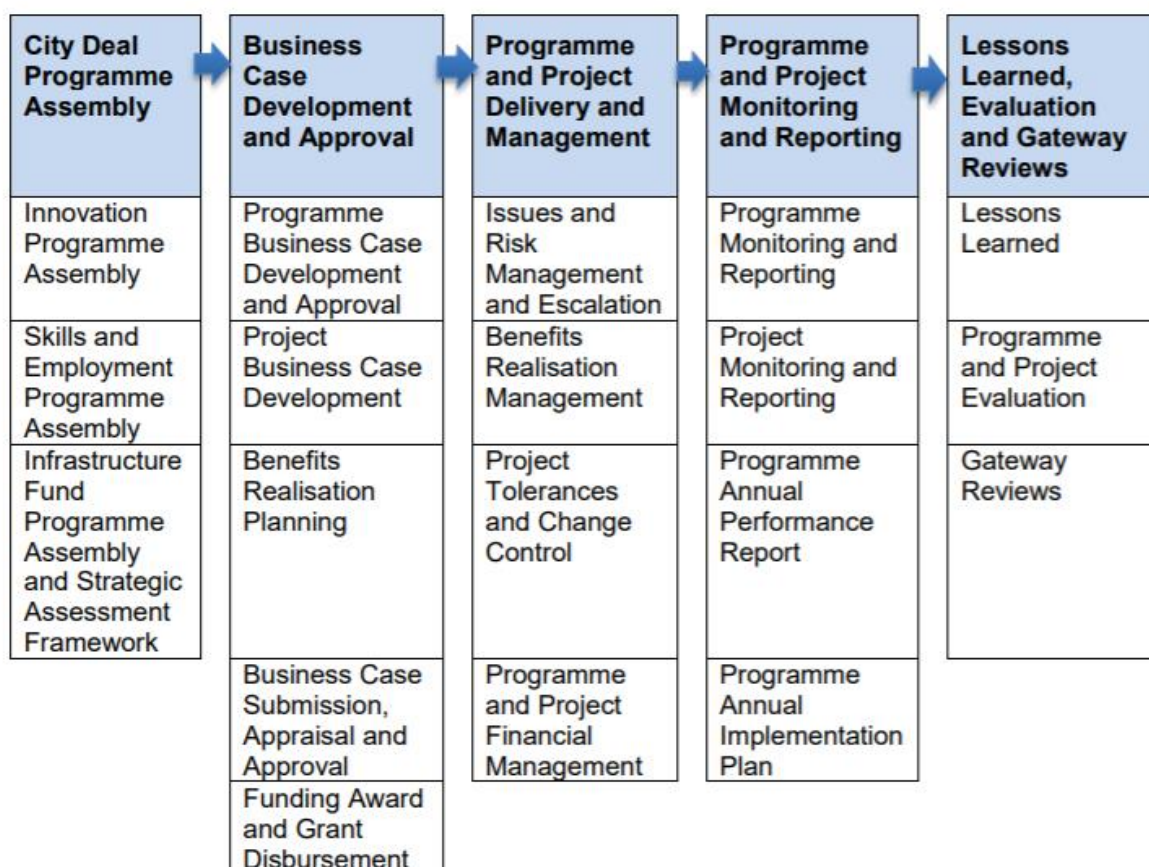 City Deal
Programme
Assembly
Business
Case
Development
and Approval
Programme
and Project
Delivery and
Management
Programme
and Project
Monitoring
and Reporting
Lessons
Learned,
Evaluation
and Gateway
Reviews
Innovation
Programme
Assembly
Programme
Business Case
Development
and Approval
Issues and
Risk
Management
and Escalation
Programme
Monitoring and
Reporting
Lessons
Learned
Skills and
Employment
Programme
Assembly
Project
Business Case
Development
Benefits
Realisation
Management
Project
Monitoring and
Reporting
Programme
and Project
Evaluation
Infrastructure
Fund
Programme
Assembly
and Strategic
Assessment
Framework
Benefits
Realisation
Planning
Project
Tolerances
and Change
Control
Programme
Annual
Performance
Report
Gateway
Reviews
Business Case
Submission,
Appraisal and
Approval
Programme
and Project
Financial
Management
Programme
Annual
Implementation
Plan
Funding Award
and Grant
Disbursement